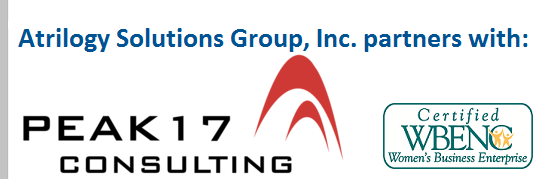 Atrilogy Solutions Group, Inc. partners with:
PEAK17
CONSULTING
Certified
WBENC
Women's Business Enterprise